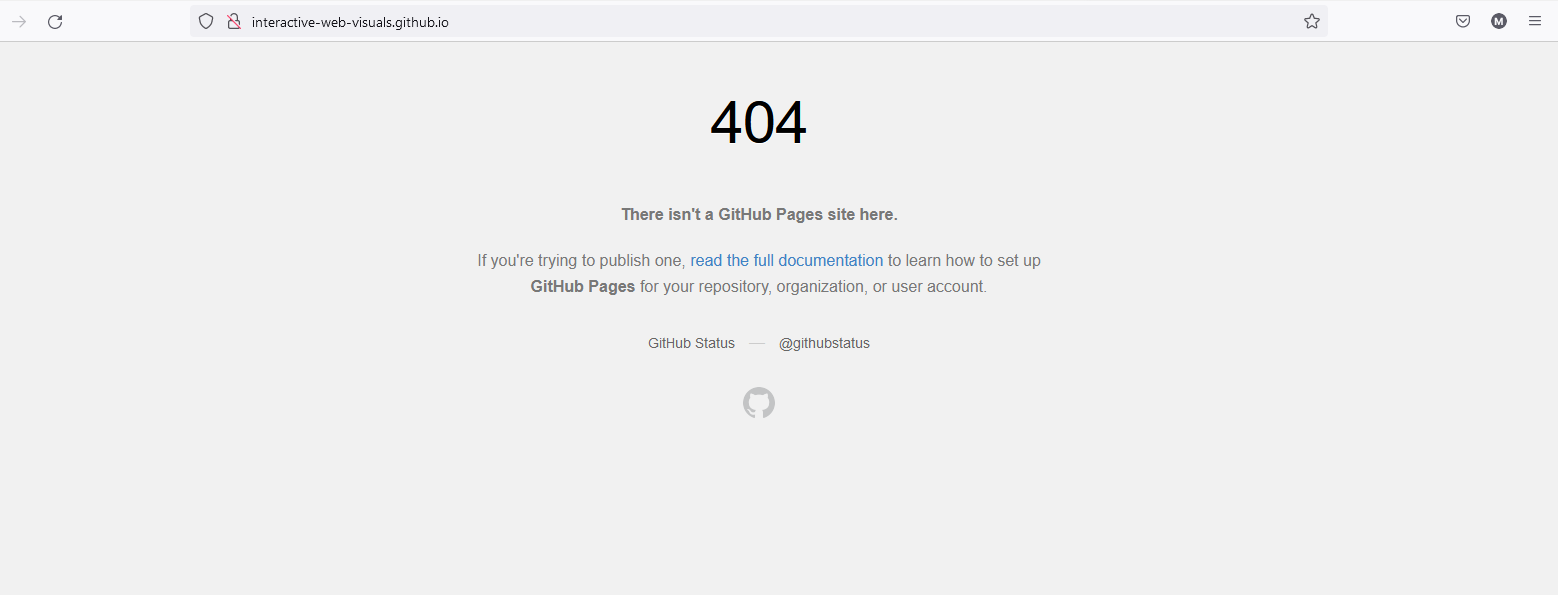 interactive-web-visuals.github.io
M
404
There isn't a GitHub Pages site here.
If you're trying to publish one, read the full documentation to learn how to set up
GitHub Pages for your repository, organization, or user account.
GitHub Status — @githubstatus